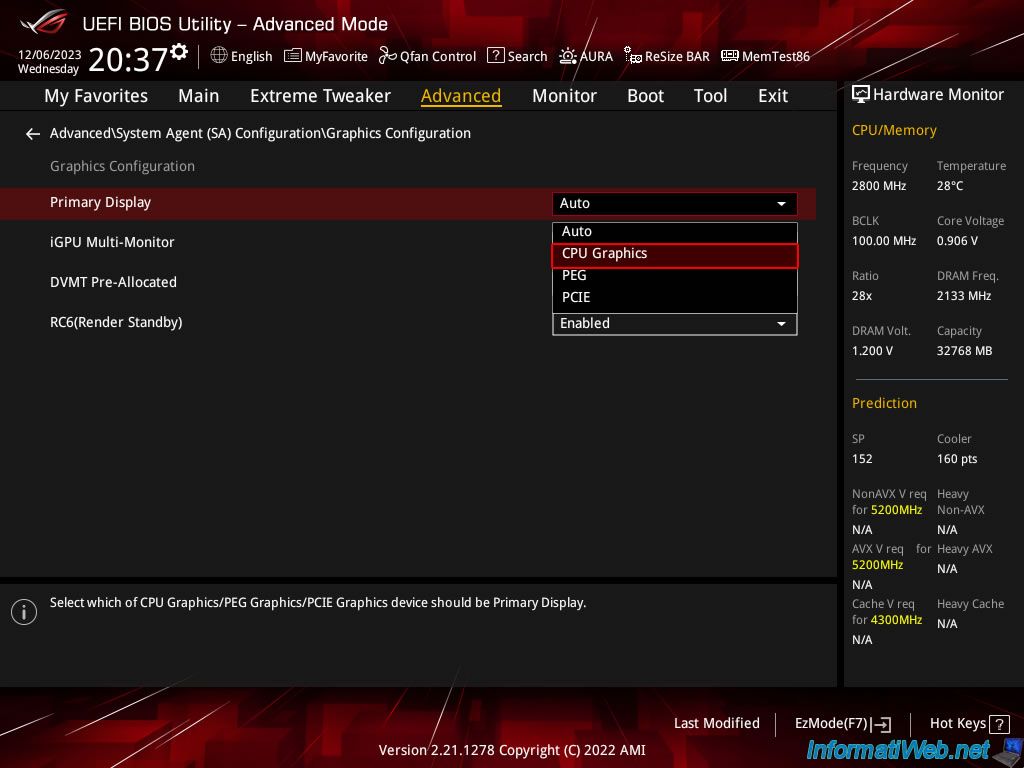 UEFI BIOS Utility – Advanced Mode
12/06/2023
Wednesday
20:37
English
MyFavorite
Qfan Control
? Search
AURA
ReSize BAR
MemTest86
My Favorites
Main
Extreme Tweaker
Advanced
Monitor
Boot
Tool
Exit
Hardware Monitor
Advanced\System Agent (SA) Configuration\Graphics Configuration
Graphics Configuration
Primary Display
Auto
Auto
CPU Graphics
PEG
PCIE
iGPU Multi-Monitor
DVMT Pre-Allocated
RC6(Render Standby)
Enabled
CPU/Memory
Frequency Temperature
2800 MHz 28°C
BCLK Core Voltage
100.00 MHz 0.906 V
Ratio DRAM Freq.
28x 2133 MHz
DRAM Volt. Capacity
1.200 V 32768 MB
Prediction
SP Cooler
152 160 pts
NonAVX V req Heavy
for 5200MHz Non-AVX
N/A N/A
AVX V req for Heavy AVX
5200MHz N/A
N/A
Cache V req Heavy Cache
for 4300MHz N/A
N/A
Select which of CPU Graphics/PEG Graphics/PCIE Graphics device should be Primary Display.
Last Modified
EzMode(F7)
Hot Keys ?
Version 2.21.1278 Copyright (C) 2022 AMI
InformatiWeb.net